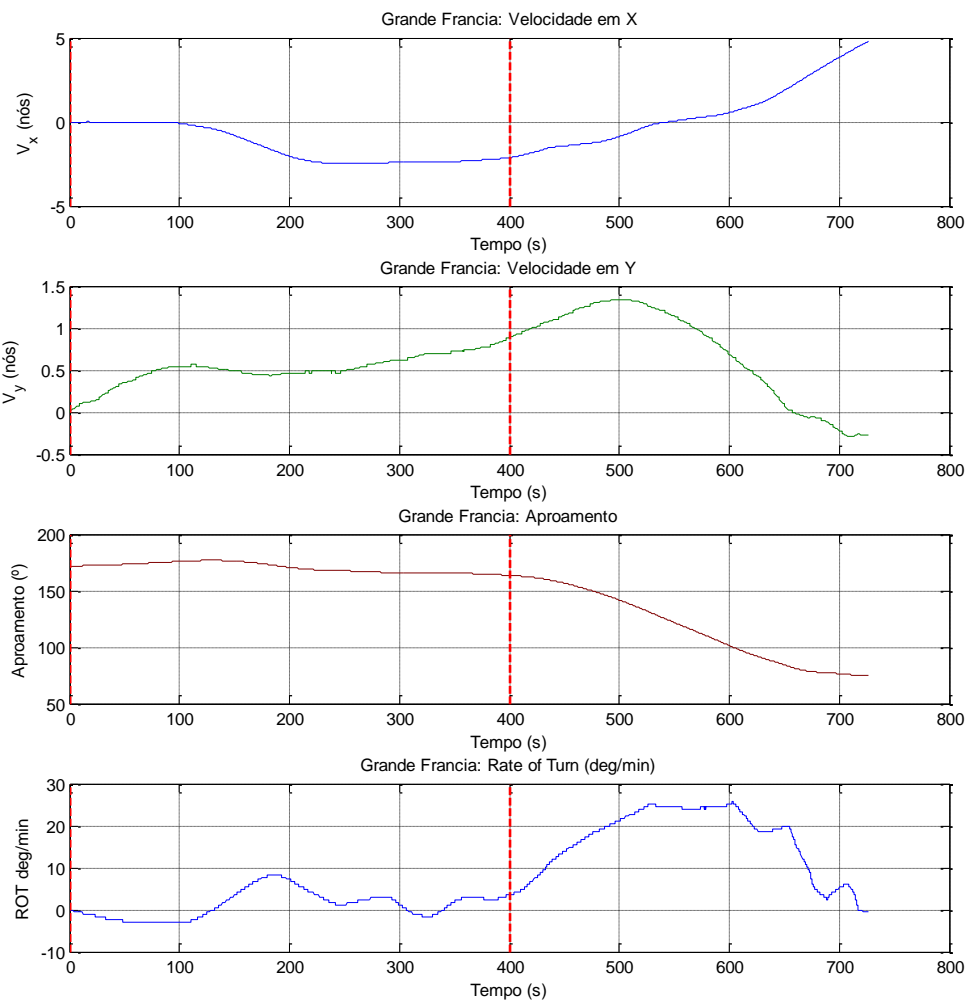 Grande Francia: Velocidade em X
5
0
-5
V_x (nós)
0 100 200 300 400 500 600 700 800
Tempo (s)
Grande Francia: Velocidade em Y
1.5
1
0.5
0
-0.5
V_y (nós)
0 100 200 300 400 500 600 700 800
Tempo (s)
Grande Francia: Aproamento
200
150
100
50
Aproamento (º)
0 100 200 300 400 500 600 700 800
Tempo (s)
Grande Francia: Rate of Turn (deg/min)
30
20
10
0
-10
ROT deg/min
0 100 200 300 400 500 600 700 800
Tempo (s)